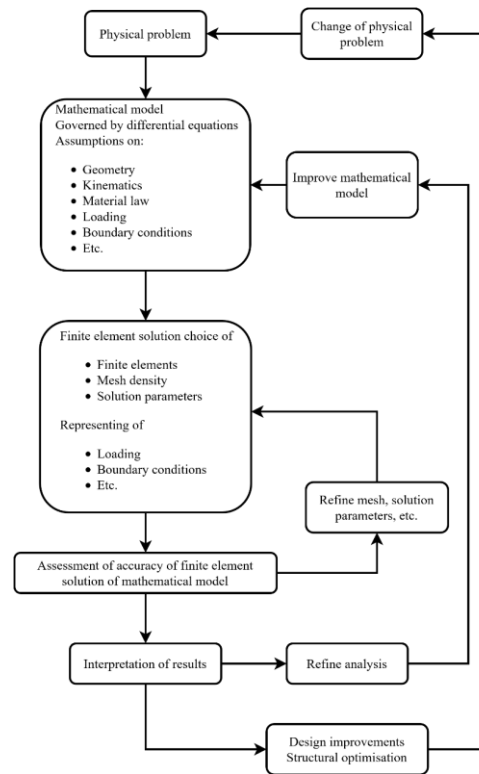 Physical problem
Change of physical
problem
Mathematical model
Governed by differential equations
Assumptions on:
• Geometry
• Kinematics
• Material law
• Loading
• Boundary conditions
• Etc.
Improve mathematical
model
Finite element solution choice of
• Finite elements
• Mesh density
• Solution parameters
Representing of
• Loading
• Boundary conditions
• Etc.
Refine mesh, solution
parameters, etc.
Assessment of accuracy of finite element
solution of mathematical model
Interpretation of results
Refine analysis
Design improvements
Structural optimisation